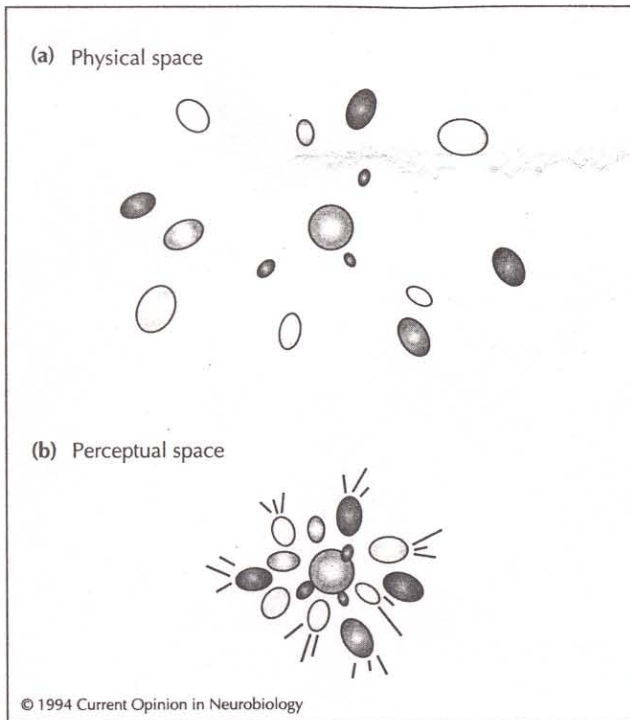 (a) Physical space
(b) Perceptual space
© 1994 Current Opinion in Neurobiology